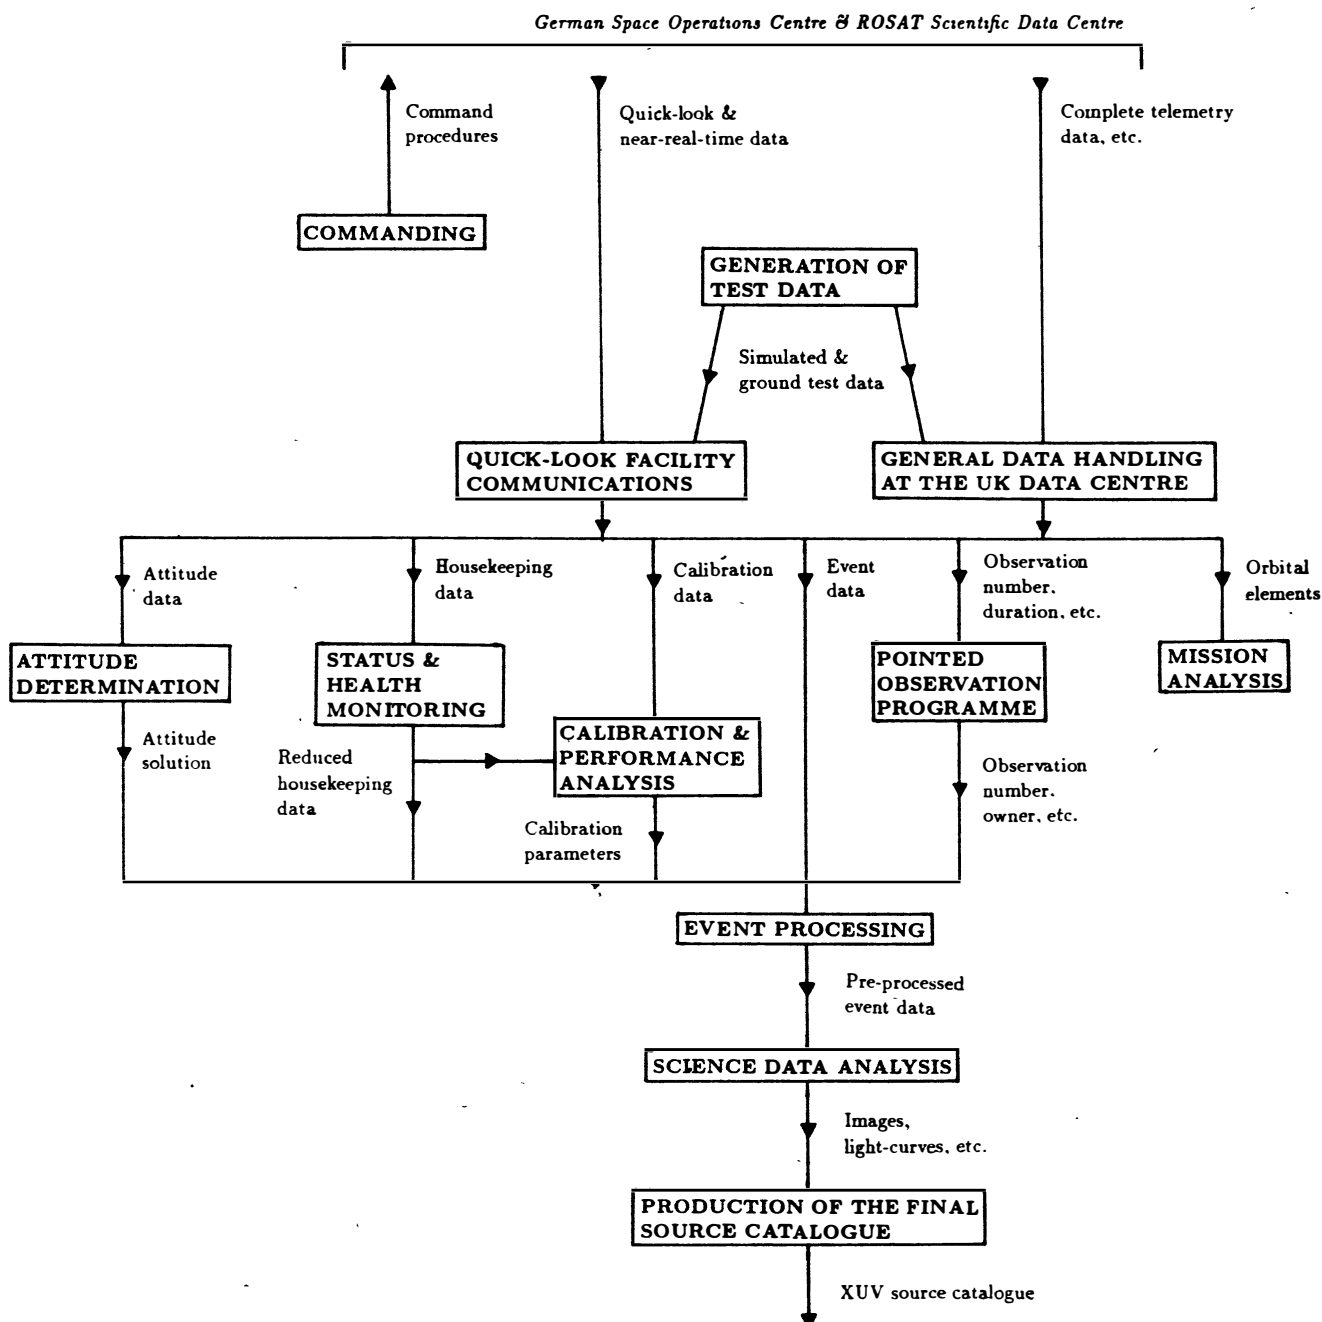 German Space Operations Centre & ROSAT Scientific Data Centre
Command
procedures
Quick-look &
near-real-time data
Complete telemetry
data, etc.
COMMANDING
GENERATION OF
TEST DATA
Simulated &
ground test data
QUICK-LOOK FACILITY
COMMUNICATIONS
GENERAL DATA HANDLING
AT THE UK DATA CENTRE
Attitude
data
Housekeeping
data
Calibration
data
Event
data
Observation
number,
duration, etc.
Orbital
elements
ATTITUDE
DETERMINATION
STATUS &
HEALTH
MONITORING
POINTED
OBSERVATION
PROGRAMME
MISSION
ANALYSIS
Attitude
solution
Reduced
housekeeping
data
CALIBRATION &
PERFORMANCE
ANALYSIS
Observation
number,
owner, etc.
Calibration
parameters
EVENT PROCESSING
Pre-processed
event data
SCIENCE DATA ANALYSIS
Images,
light-curves, etc.
PRODUCTION OF THE FINAL
SOURCE CATALOGUE
XUV source catalogue